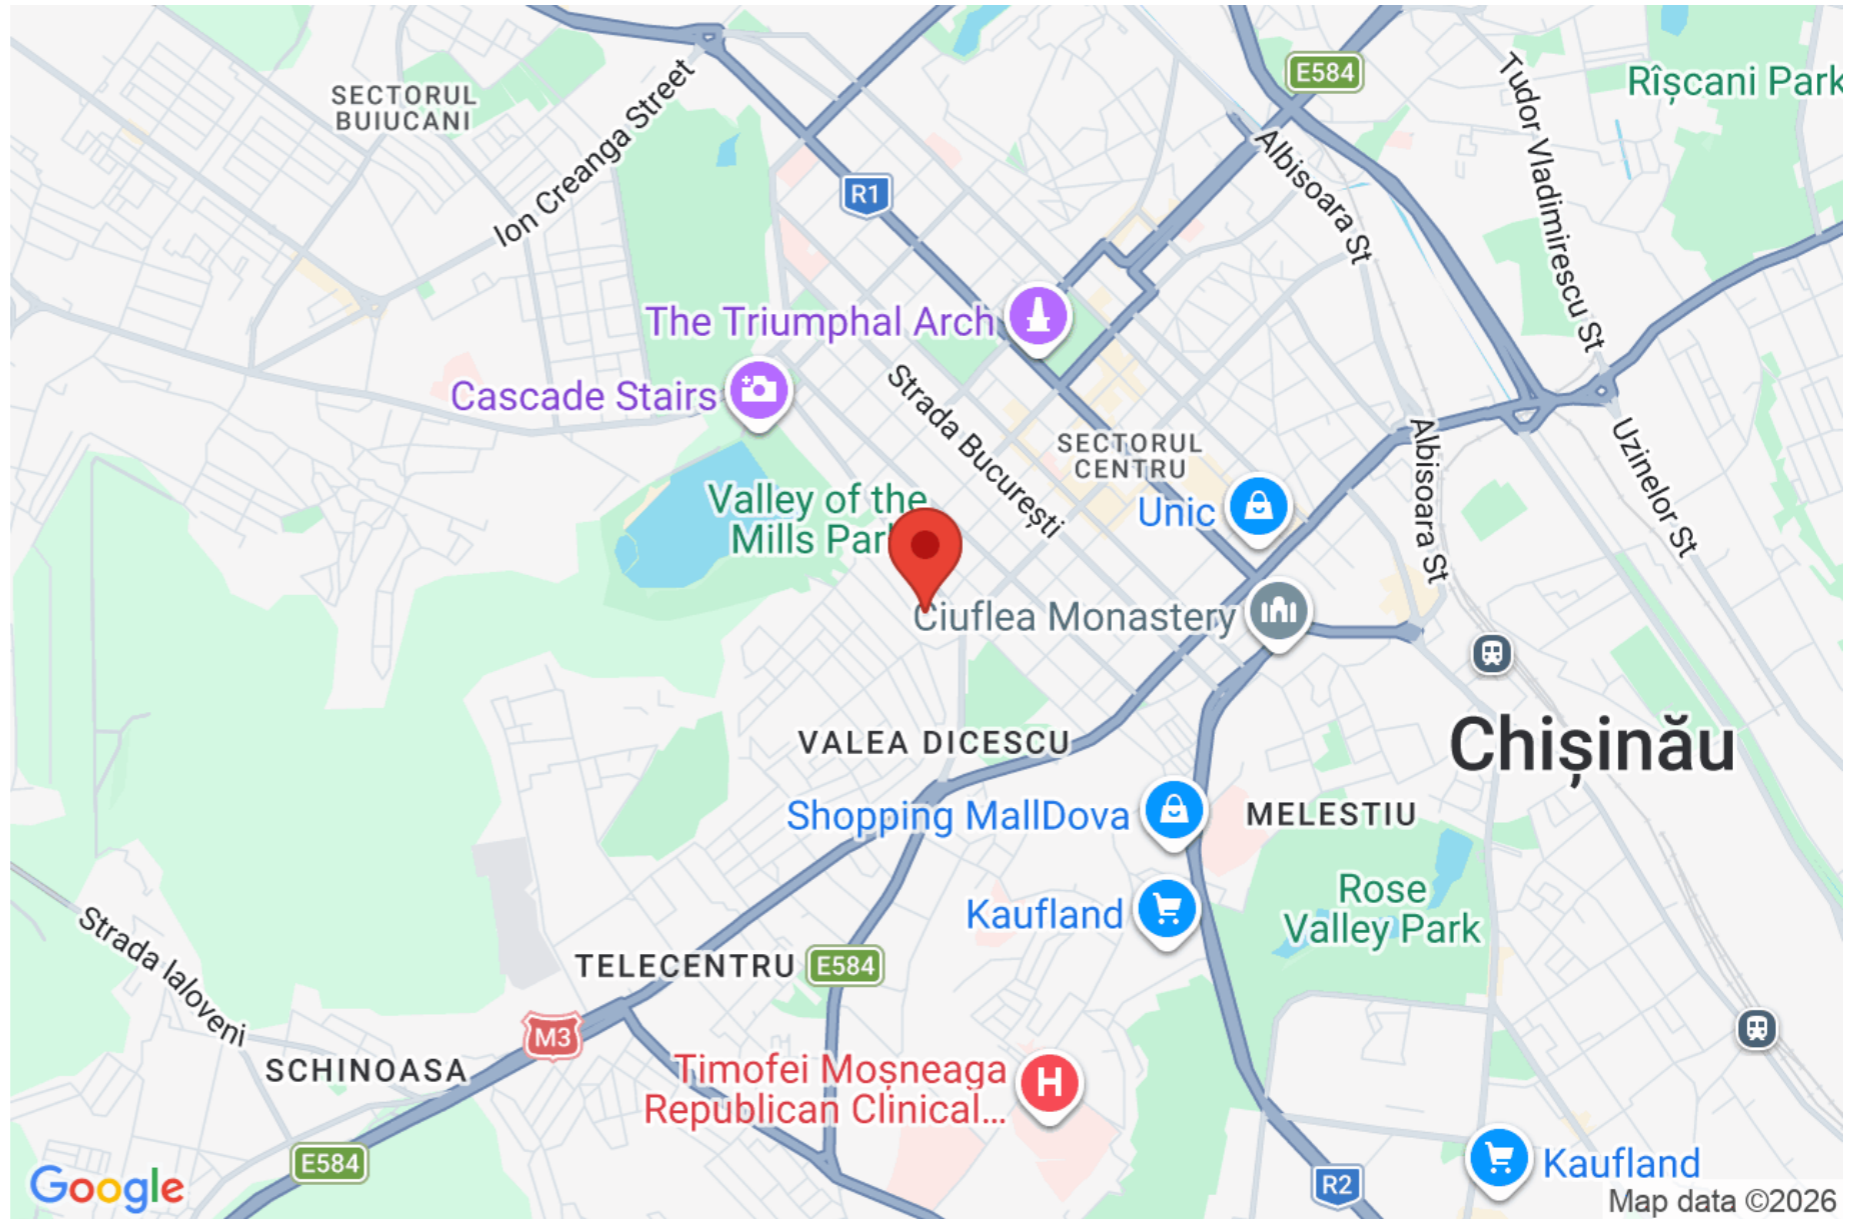 E584
Rîșcani Park
SECTORUL
BUIUCANI
Ion Creanga Street
Tudor Vladimirescu St
Albisoara St
R1
The Triumphal Arch
Cascade Stairs
Strada București
SECTORUL
CENTRU
Albisoara St
Uzinelor St
Valley of the
Mills Par
Unic
Ciuflea Monastery
VALEA DICESCU
Chișinău
Shopping MallDova
MELESTIU
Rose
Valley Park
Kaufland
Strada Ialoveni
TELECENTRU
E584
M3
SCHINOASA
Timofei Moșneaga
Republican Clinical...
H
E584
Kaufland
R2
Google
Map data ©2026